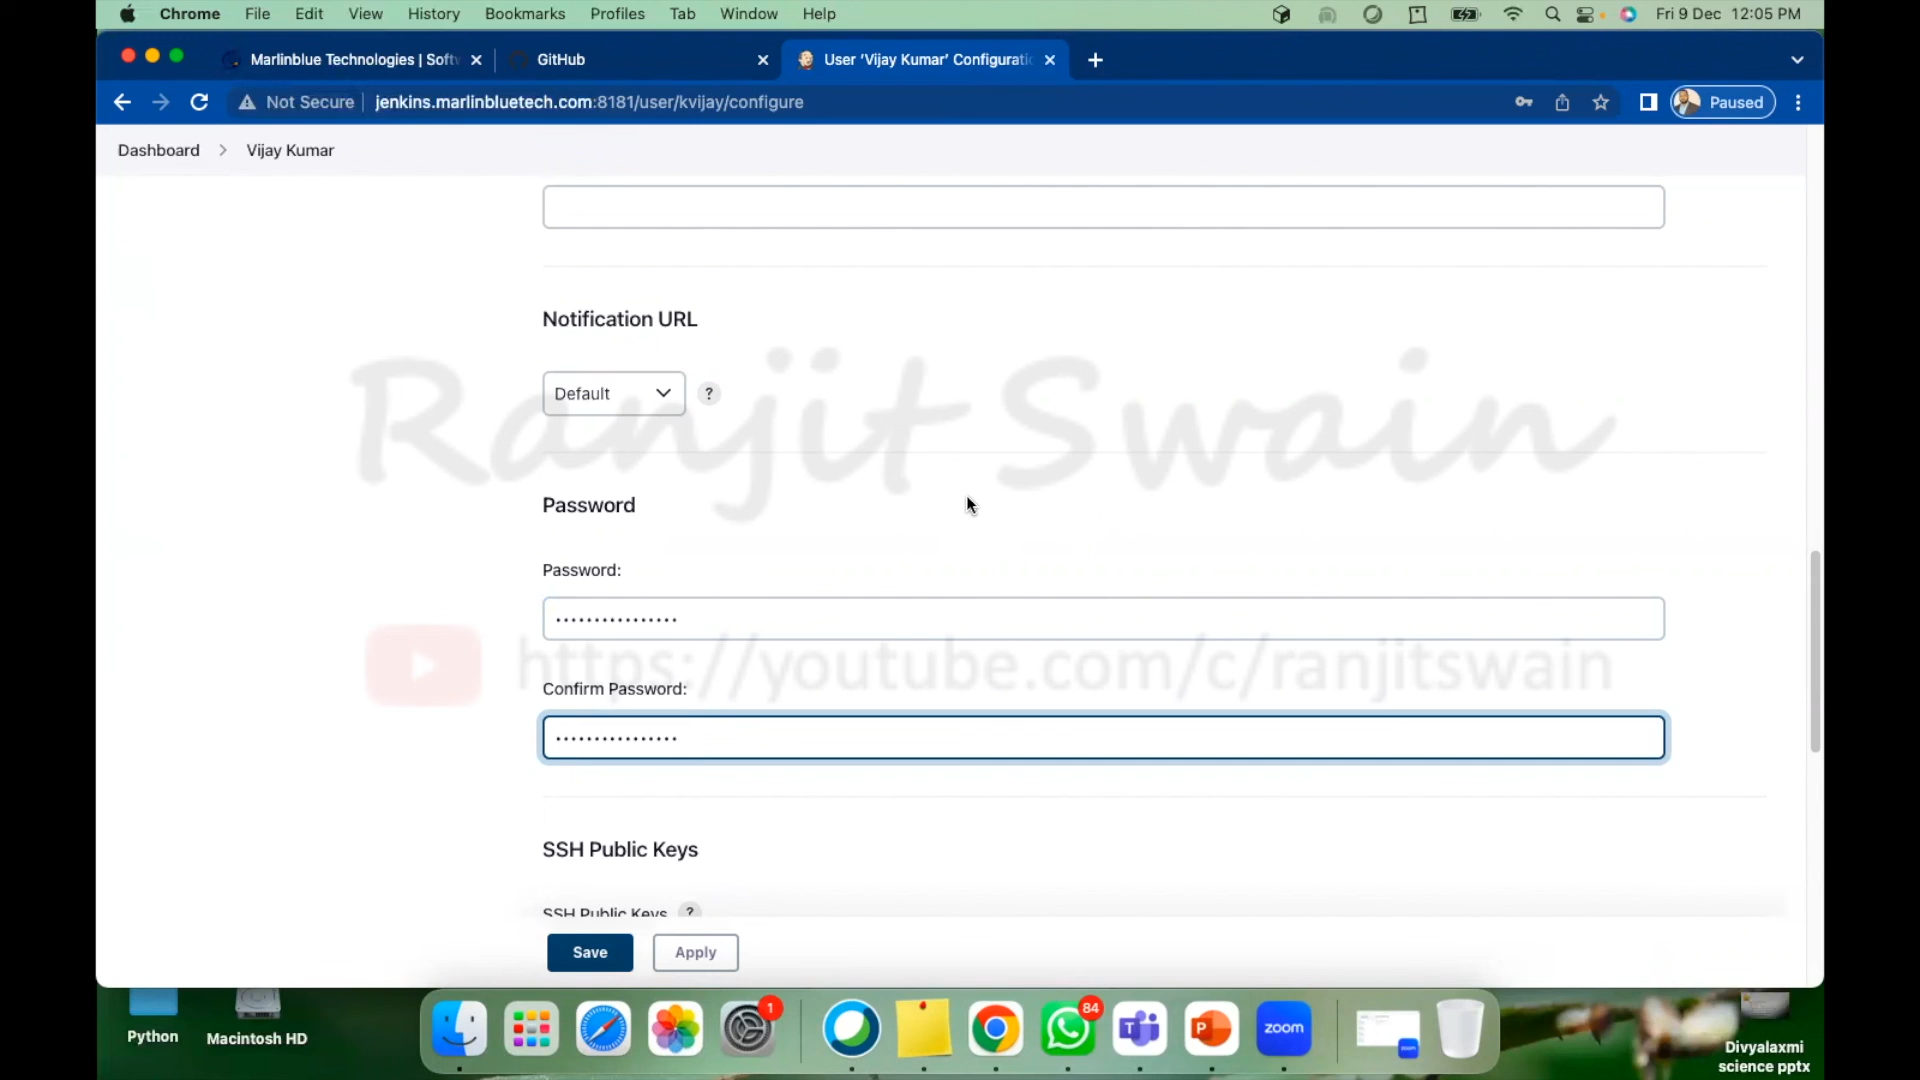 Chrome File Edit View History Bookmarks Profiles Tab Window Help Fri 9 Dec 12:05 PM
Marlinblue Technologies | Softw GitHub User ‘Vijay Kumar’ Configurati
Not Secure jenkins.marlinbluetech.com:8181/user/kvijay/configure Paused
Dashboard > Vijay Kumar
Notification URL
Default ?
Ranjit Swain
Password
Password:
https://youtube.com/c/ranjitswain
Confirm Password:
SSH Public Keys
SSH Public Keys ?
Save Apply
1 84 T P zoom
Python Macintosh HD
Divyalaxmi
science pptx